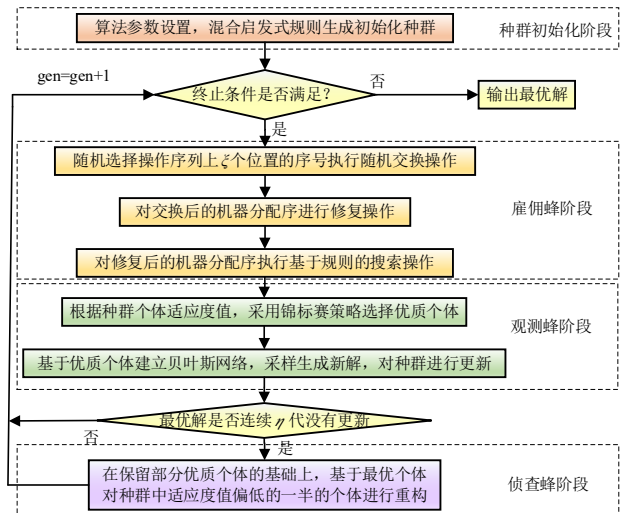 算法参数设置，混合启发式规则生成初始化种群
种群初始化阶段
gen=gen+1
终止条件是否满足？
否
输出最优解
是
随机选择操作序列上ξ个位置的序号执行随机交换操作
对交换后的机器分配序进行修复操作
雇佣蜂阶段
对修复后的机器分配序执行基于规则的搜索操作
根据种群个体适应度值，采用锦标赛策略选择优质个体
观测蜂阶段
基于优质个体建立贝叶斯网络，采样生成新解，对种群进行更新
最优解是否连续η代没有更新
否
是
在保留部分优质个体的基础上，基于最优个体
对种群中适应度值偏低的一半的个体进行重构
侦查蜂阶段